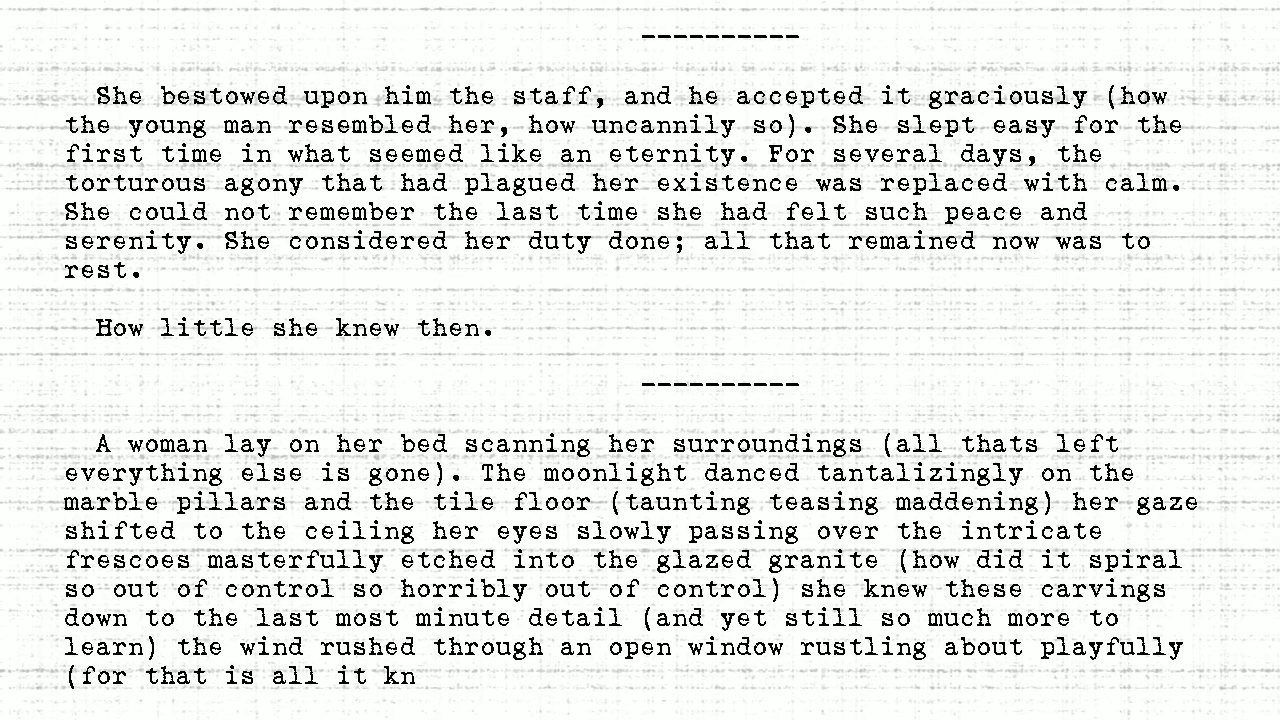 ----------
She bestowed upon him the staff, and he accepted it graciously (how
the young man resembled her, how uncannily so). She slept easy for the
first time in what seemed like an eternity. For several days, the
torturous agony that had plagued her existence was replaced with calm.
She could not remember the last time she had felt such peace and
serenity. She considered her duty done; all that remained now was to
rest.
How little she knew then.
----------
A woman lay on her bed scanning her surroundings (all thats left
everything else is gone). The moonlight danced tantalizingly on the
marble pillars and the tile floor (taunting teasing maddening) her gaze
shifted to the ceiling her eyes slowly passing over the intricate
frescoes masterfully etched into the glazed granite (how did it spiral
so out of control so horribly out of control) she knew these carvings
down to the last most minute detail (and yet still so much more to
learn) the wind rushed through an open window rustling about playfully
(for that is all it kn